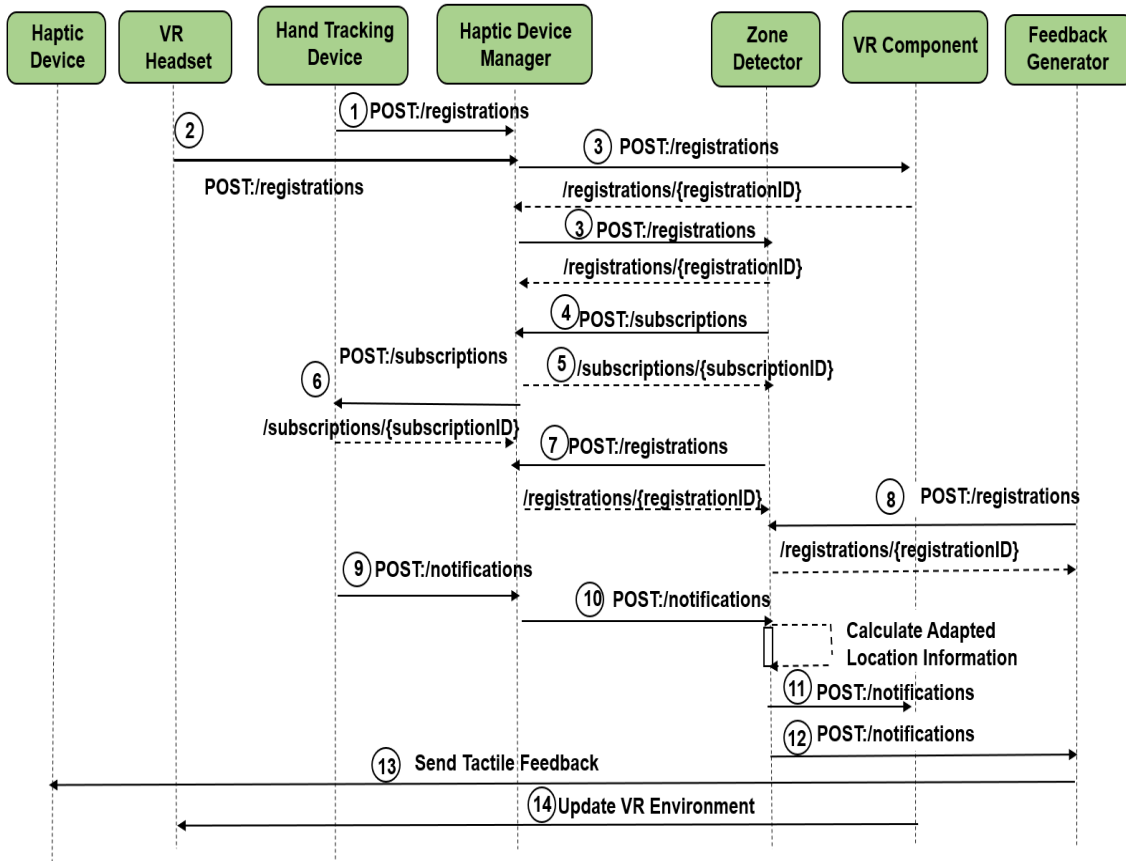 Haptic
Device
VR
Headset
Hand Tracking
Device
Haptic Device
Manager
Zone
Detector
VR Component
Feedback
Generator
1 POST:/registrations
2
POST:/registrations
3 POST:/registrations
/registrations/{registrationID}
3 POST:/registrations
/registrations/{registrationID}
4 POST:/subscriptions
POST:/subscriptions
5 /subscriptions/{subscriptionID}
6
/subscriptions/{subscriptionID}
7 POST:/registrations
/registrations/{registrationID}
8 POST:/registrations
/registrations/{registrationID}
9 POST:/notifications
10 POST:/notifications
Calculate Adapted
Location Information
11 POST:/notifications
12 POST:/notifications
13 Send Tactile Feedback
14 Update VR Environment